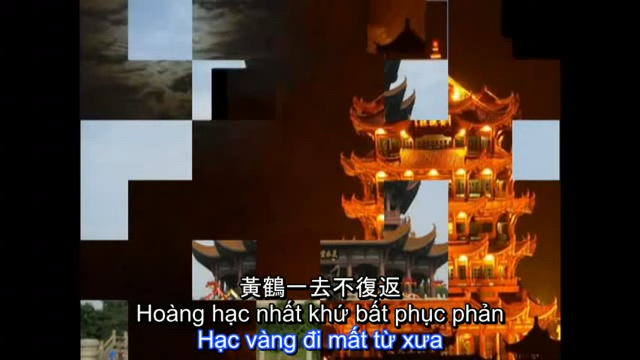 黃鶴一去不復返
Hoàng hạc nhất khứ bất phục phản
Hạc vàng đi mất từ xưa